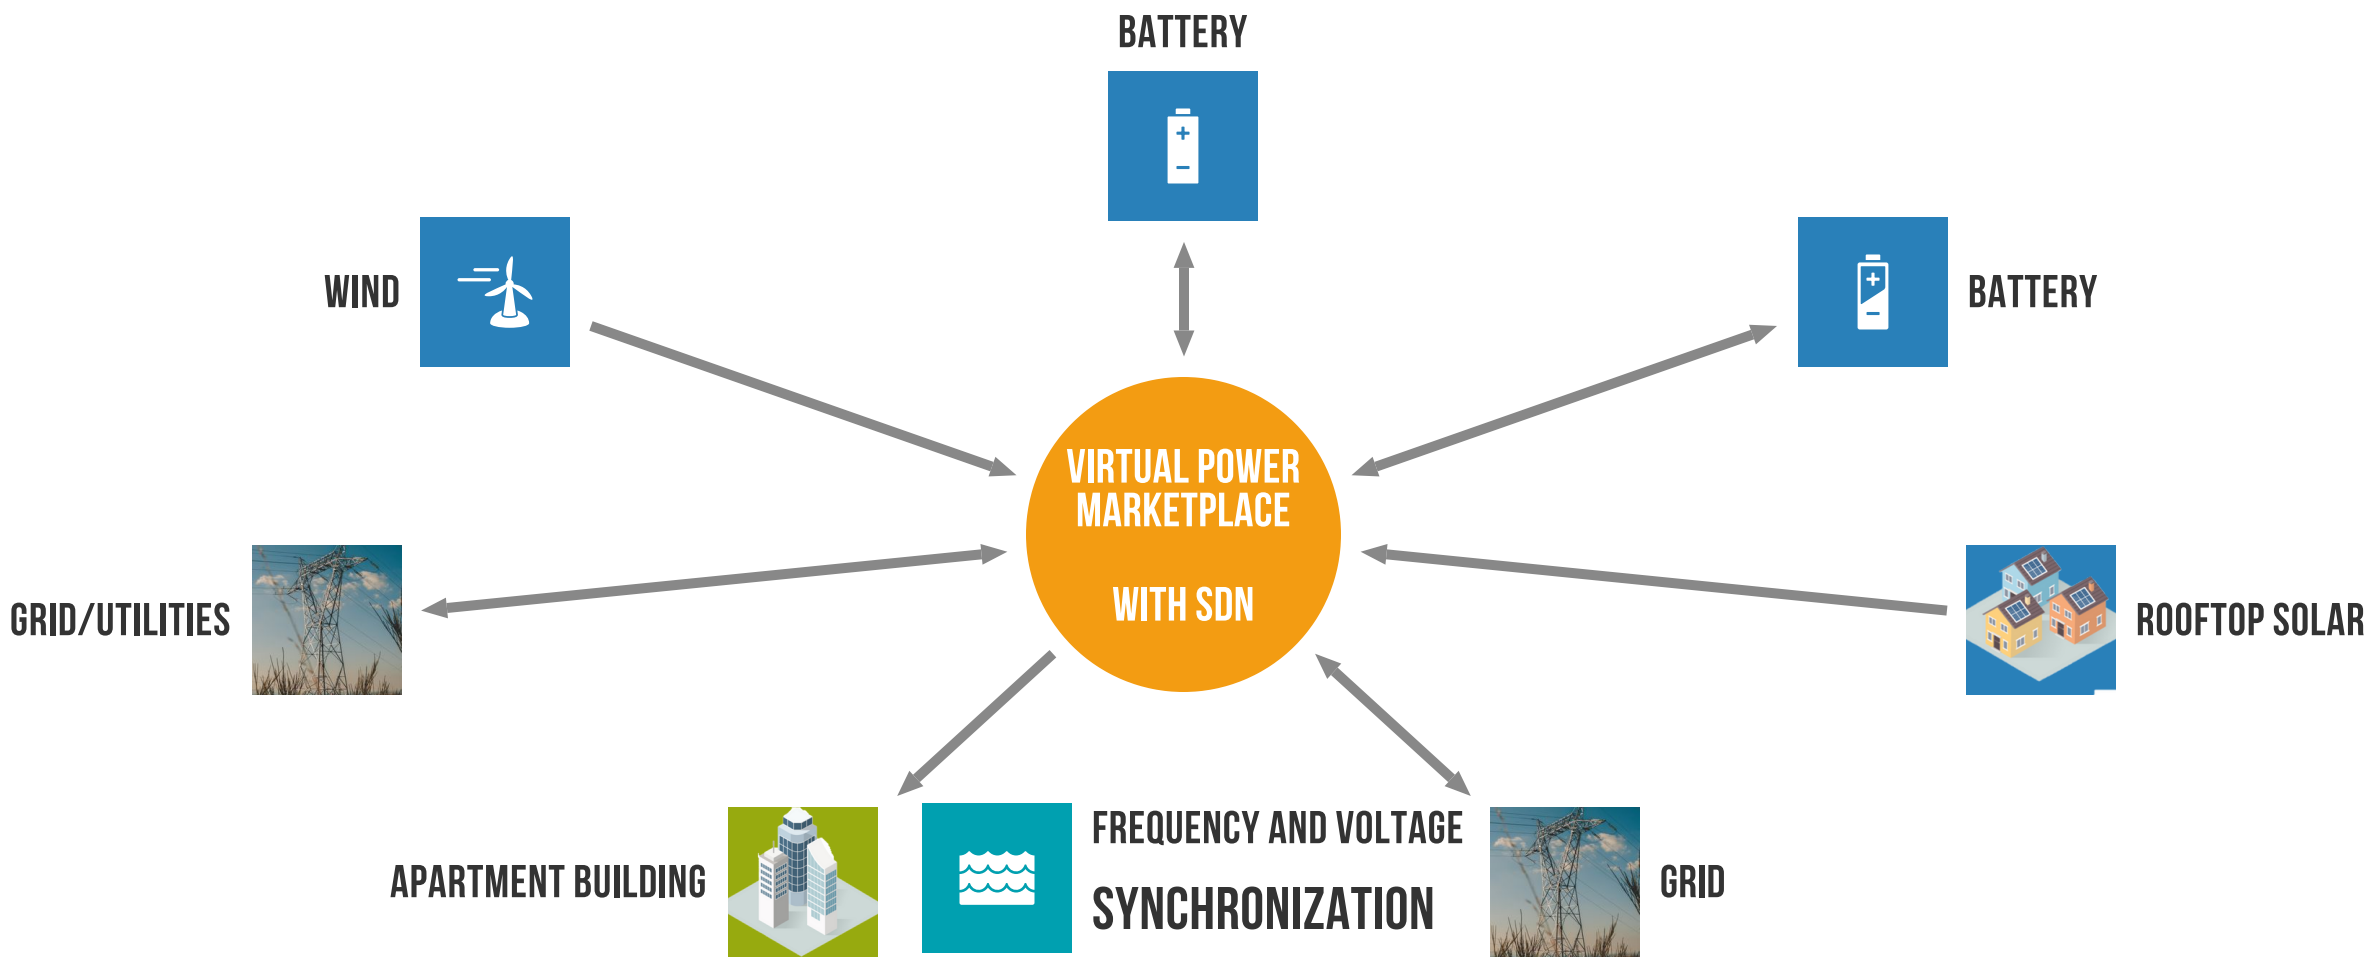 BATTERY
WIND
BATTERY
VIRTUAL POWER
MARKETPLACE
WITH SDN
GRID/UTILITIES
ROOFTOP SOLAR
APARTMENT BUILDING
FREQUENCY AND VOLTAGE
SYNCHRONIZATION
GRID